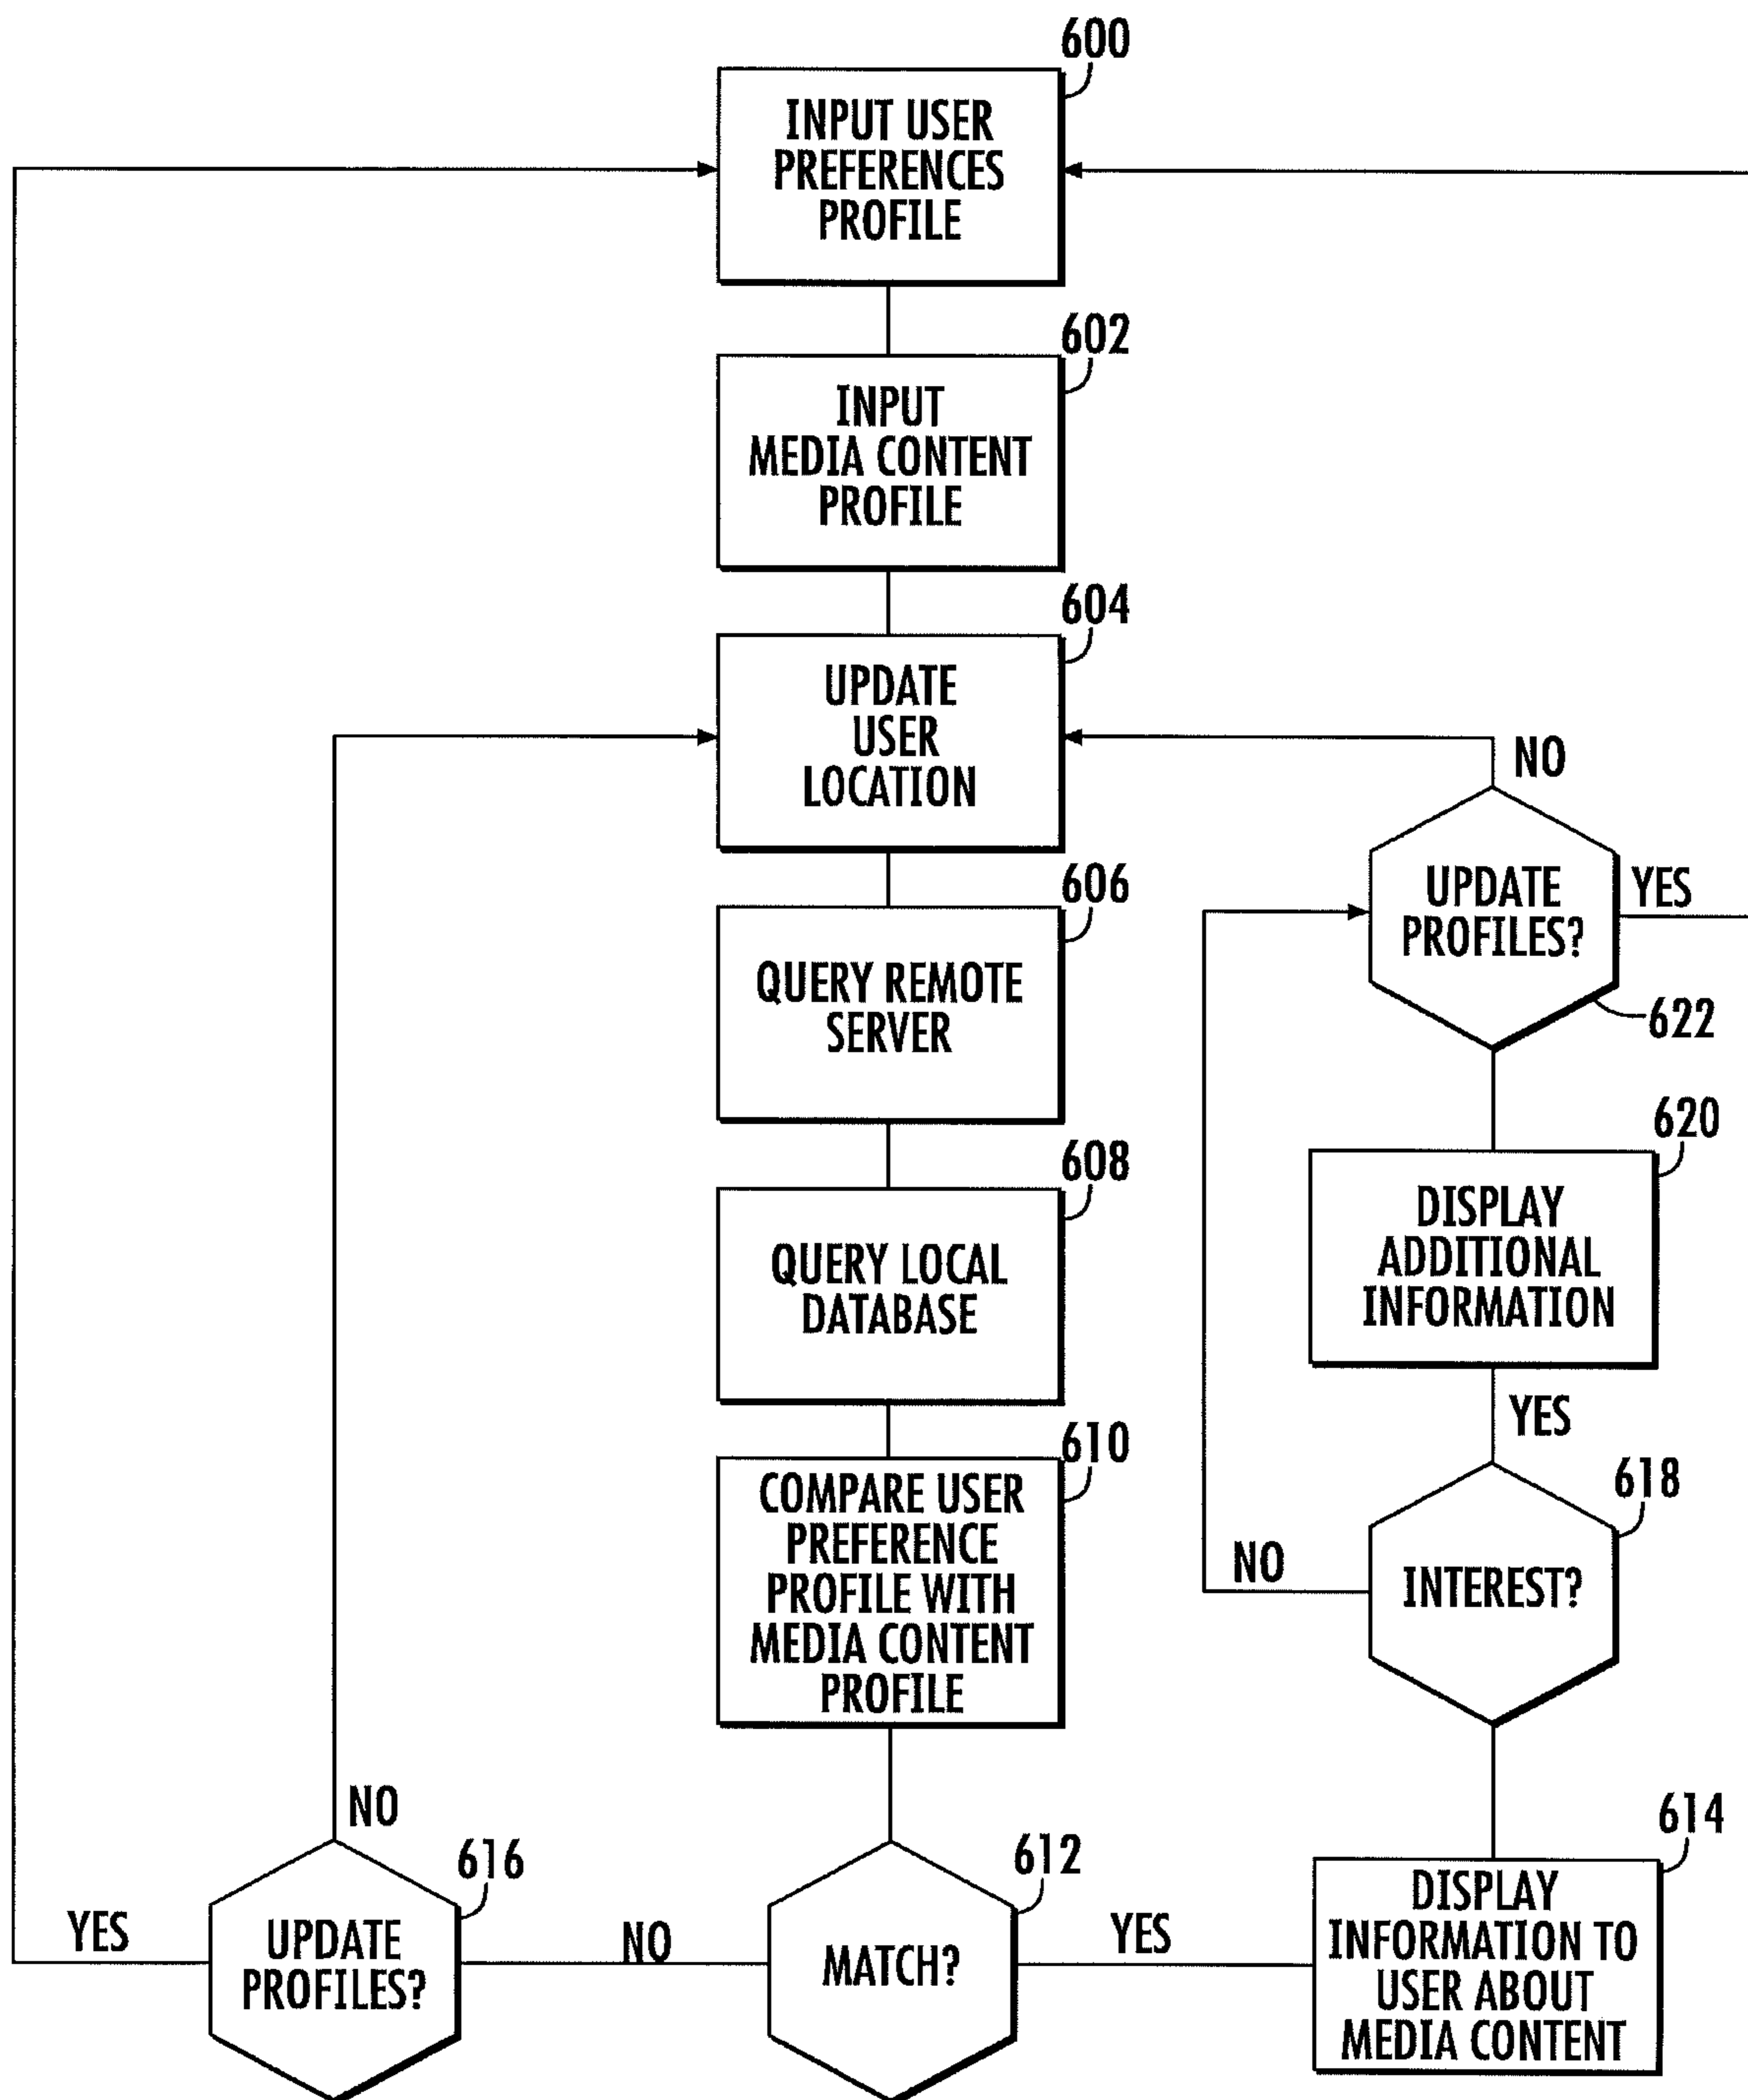 600
INPUT USER
PREFERENCES
PROFILE
602
INPUT
MEDIA CONTENT
PROFILE
604
UPDATE
USER
LOCATION
NO
606
UPDATE
PROFILES?
YES
622
QUERY REMOTE
SERVER
608
620
QUERY LOCAL
DATABASE
DISPLAY
ADDITIONAL
INFORMATION
YES
610
COMPARE USER
PREFERENCE
PROFILE WITH
MEDIA CONTENT
PROFILE
618
NO
INTEREST?
NO
616
UPDATE
PROFILES?
YES
NO
612
MATCH?
YES
614
DISPLAY
INFORMATION TO
USER ABOUT
MEDIA CONTENT